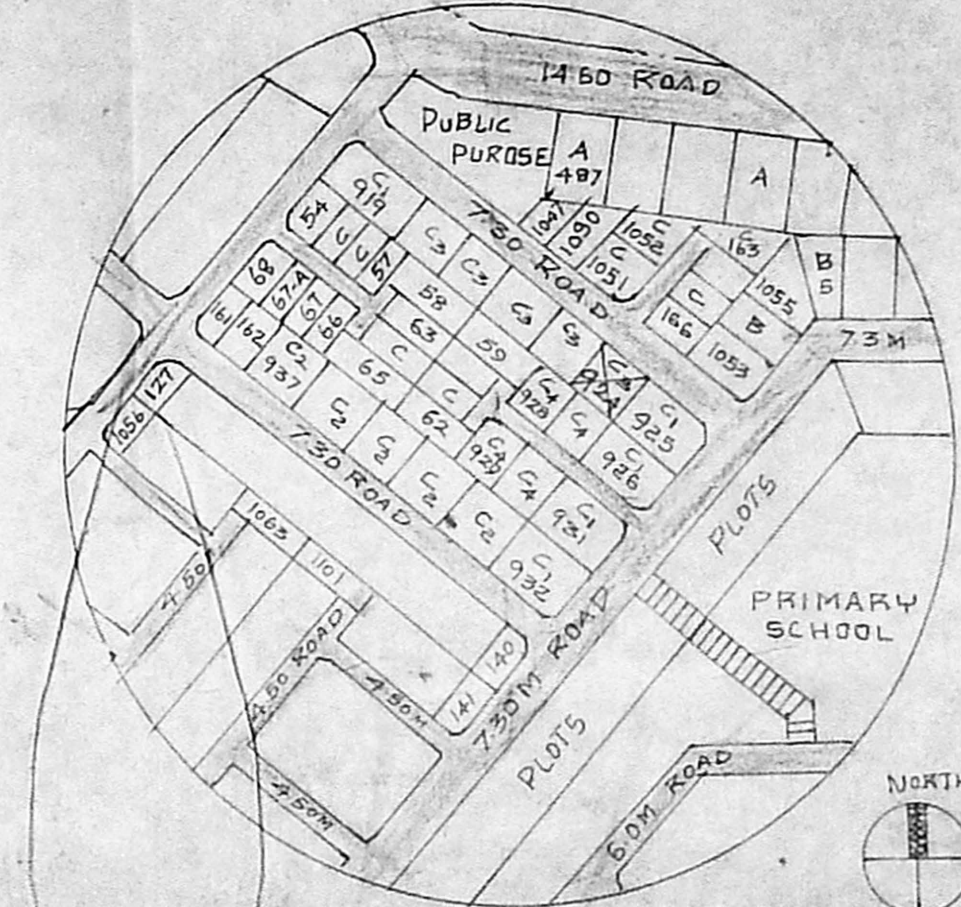 14 60 ROAD
PUBLIC
PUROSE
A
487
A
C1
919
C3
C3
C3
C3
7.30 ROAD
1047
1090
C
1052
C
1051
C
163
1055
B
5
166
B
1053
7.3 M
54
C
C
57
58
59
C4
928
C3
924
C1
925
C4
C1
926
68
67-A
67
66
63
C
65
C
62
161
162
C2
937
C2
C2
C2
C2
C4
929
C4
C1
931
C1
932
127
1056
7.30 ROAD
PLOTS
PRIMARY
SCHOOL
1063
1101
4.50
4.50 ROAD
4.50M
4.50M
140
141
7.30 M ROAD
PLOTS
6.0M ROAD
NORTH